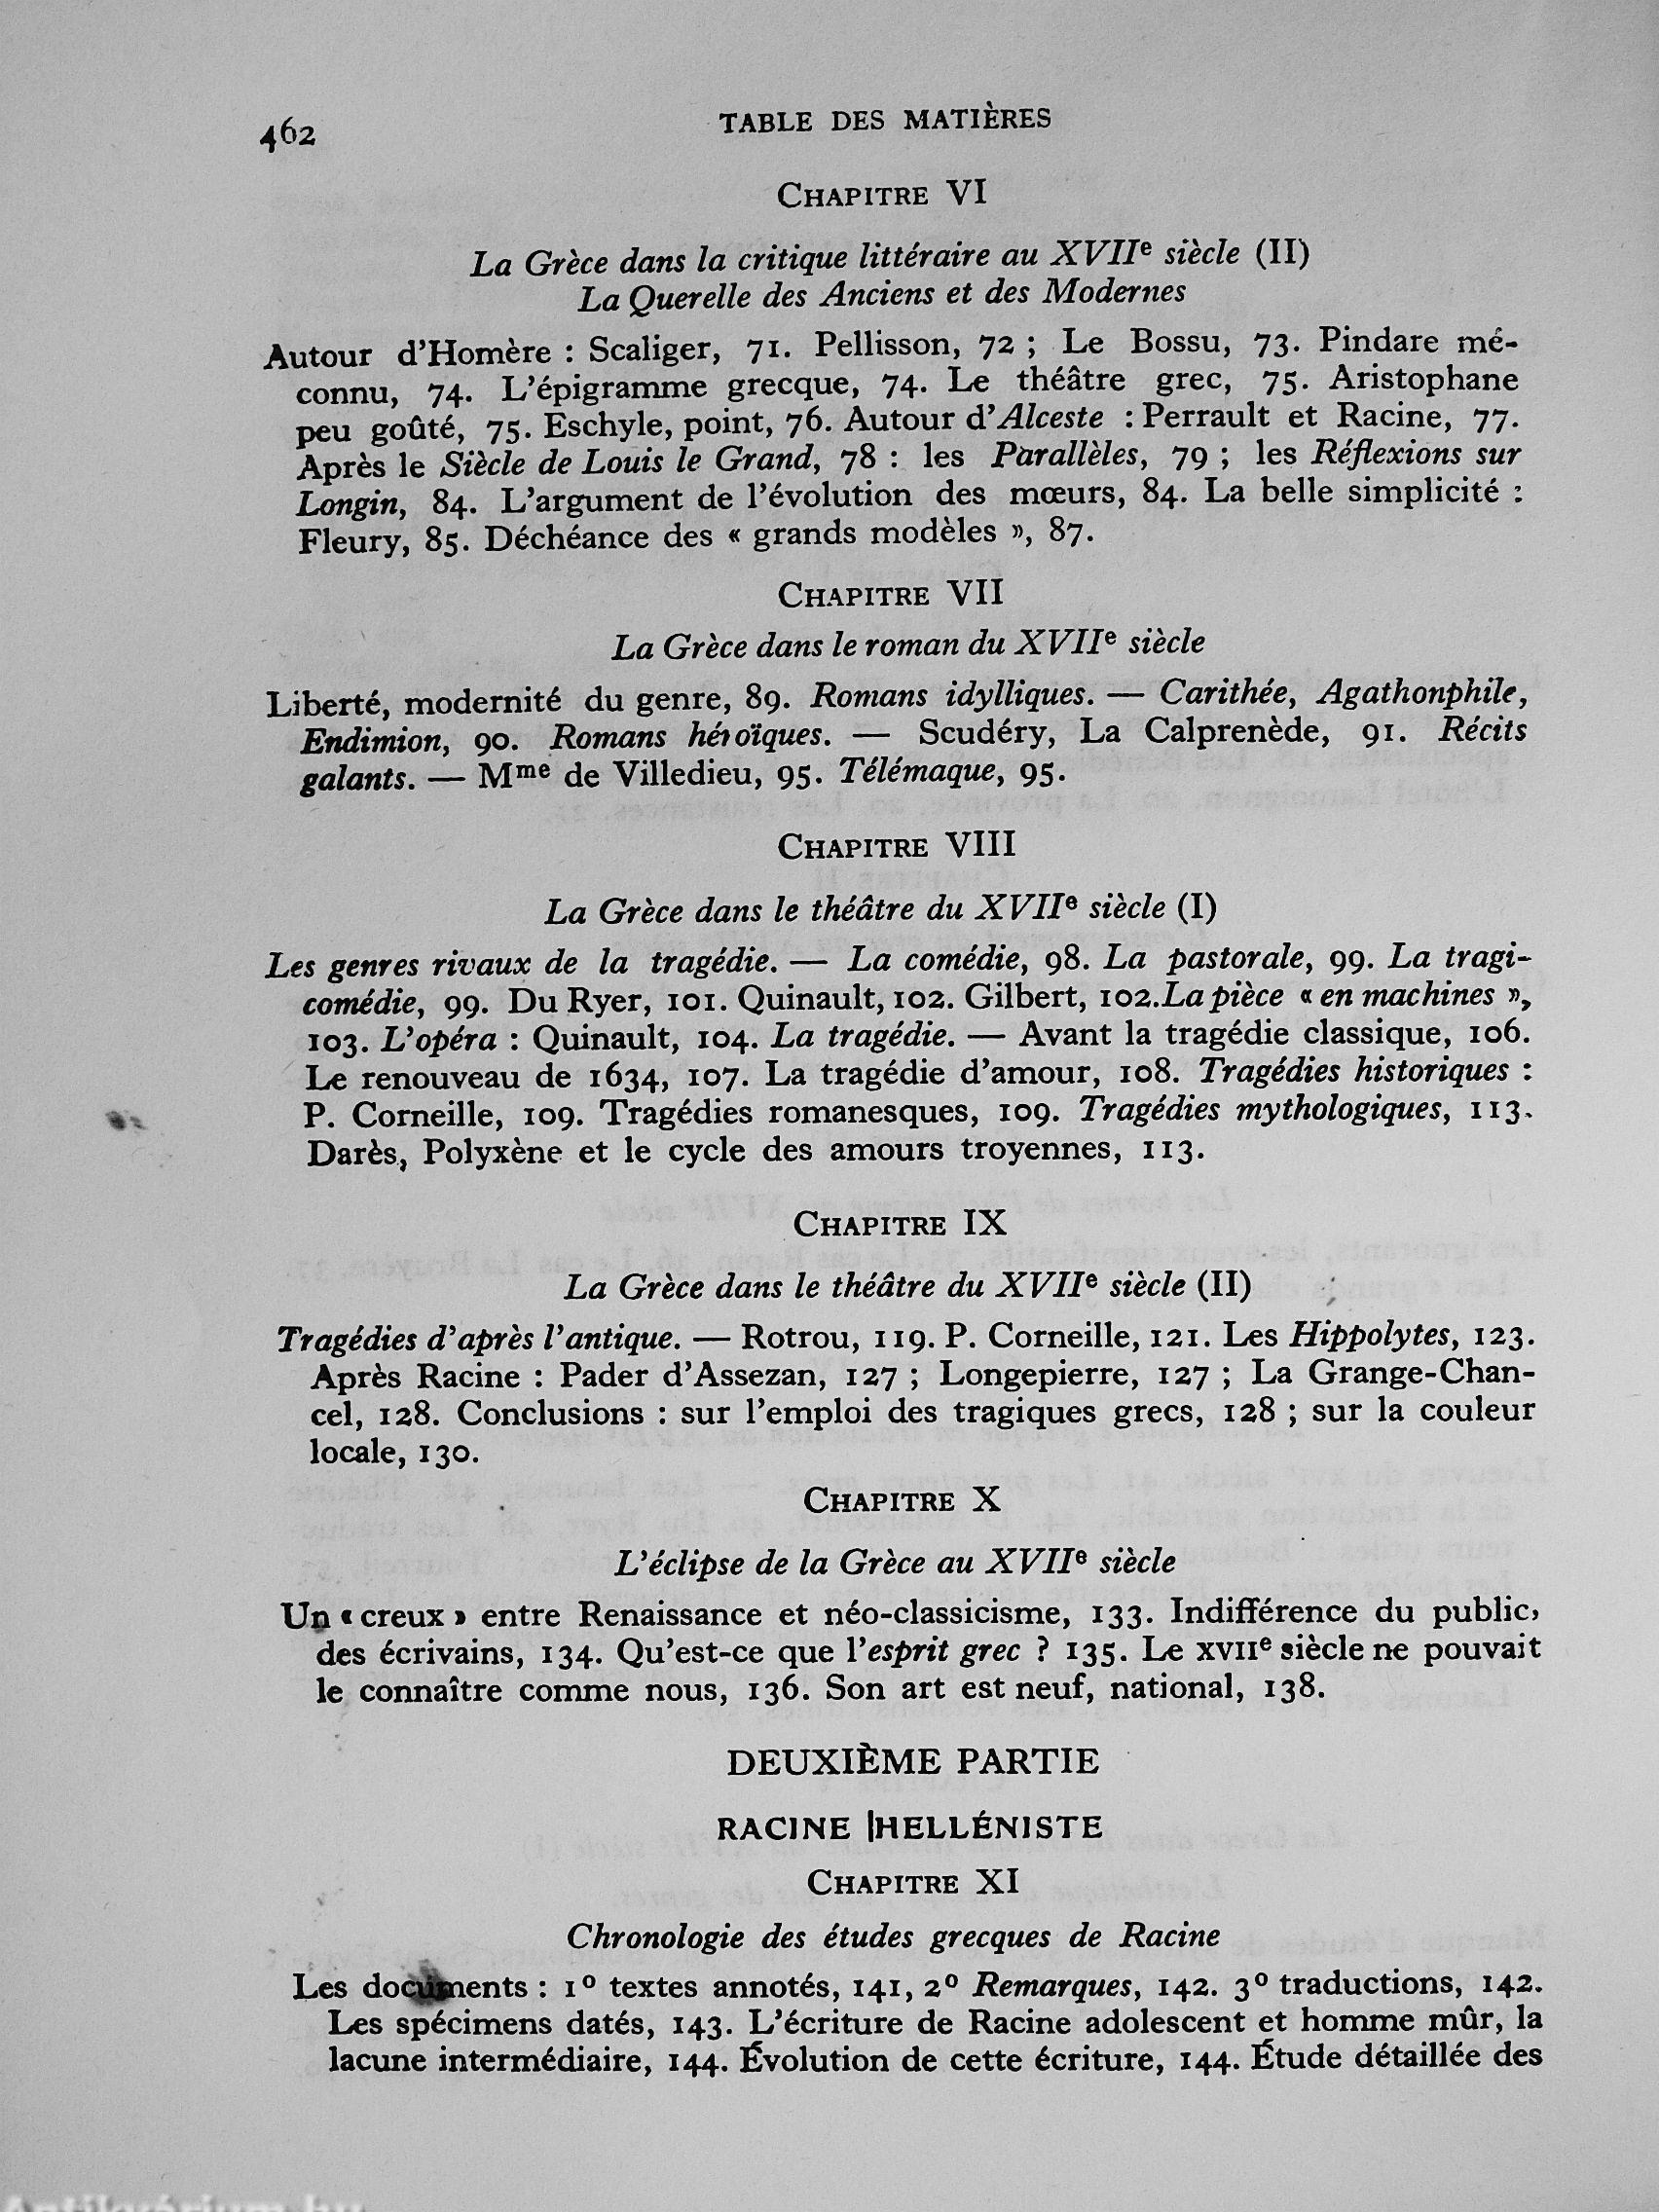 462
TABLE DES MATIÈRES
CHAPITRE VI
La Grèce dans la critique littéraire au XVIIe siècle (II)
La Querelle des Anciens et des Modernes
Autour d'Homère : Scaliger, 71. Pellisson, 72 ; Le Bossu, 73. Pindare mé-
connu, 74. L'épigramme grecque, 74. Le théâtre grec, 75. Aristophane
peu goûté, 75. Eschyle, point, 76. Autour d'Alceste : Perrault et Racine, 77.
Après le Siècle de Louis le Grand, 78 : les Parallèles, 79 ; les Réflexions sur
Longin, 84. L'argument de l'évolution des mœurs, 84. La belle simplicité :
Fleury, 85. Déchéance des « grands modèles », 87.
CHAPITRE VII
La Grèce dans le roman du XVIIe siècle
Liberté, modernité du genre, 89. Romans idylliques. — Carithée, Agathonphile,
Endimion, 90. Romans héroïques. — Scudéry, La Calprenède, 91. Récits
galants. — Mme de Villedieu, 95. Télémaque, 95.
CHAPITRE VIII
La Grèce dans le théâtre du XVIIe siècle (I)
Les genres rivaux de la tragédie. — La comédie, 98. La pastorale, 99. La tragi-
comédie, 99. Du Ryer, 101. Quinault, 102. Gilbert, 102. La pièce « en machines »,
103. L'opéra : Quinault, 104. La tragédie. — Avant la tragédie classique, 106.
Le renouveau de 1634, 107. La tragédie d'amour, 108. Tragédies historiques :
P. Corneille, 109. Tragédies romanesques, 109. Tragédies mythologiques, 113.
Darès, Polyxène et le cycle des amours troyennes, 113.
CHAPITRE IX
La Grèce dans le théâtre du XVIIe siècle (II)
Tragédies d'après l'antique. — Rotrou, 119. P. Corneille, 121. Les Hippolytes, 123.
Après Racine : Pader d'Assezan, 127 ; Longepierre, 127 ; La Grange-Chan-
cel, 128. Conclusions : sur l'emploi des tragiques grecs, 128 ; sur la couleur
locale, 130.
CHAPITRE X
L'éclipse de la Grèce au XVIIe siècle
Un « creux » entre Renaissance et néo-classicisme, 133. Indifférence du public,
des écrivains, 134. Qu'est-ce que l'esprit grec ? 135. Le XVIIe siècle ne pouvait
le connaître comme nous, 136. Son art est neuf, national, 138.
DEUXIÈME PARTIE
RACINE HELLÉNISTE
CHAPITRE XI
Chronologie des études grecques de Racine
Les documents : 1º textes annotés, 141, 2º Remarques, 142. 3º traductions, 142.
Les spécimens datés, 143. L'écriture de Racine adolescent et homme mûr, la
lacune intermédiaire, 144. Évolution de cette écriture, 144. Étude détaillée des